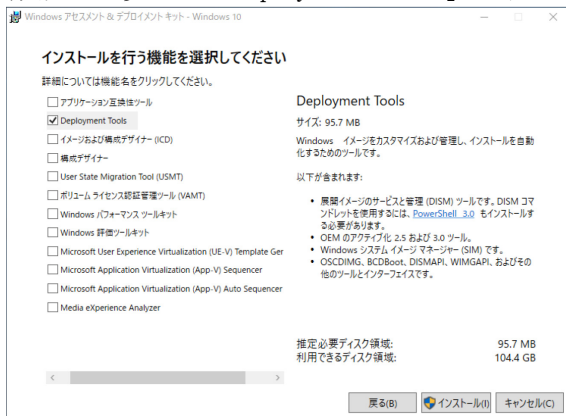 Windows アセスメント & デプロイメント キット - Windows 10
インストールを行う機能を選択してください
詳細については機能名をクリックしてください。
アプリケーション互換性ツール
Deployment Tools
イメージおよび構成デザイナー (ICD)
構成デザイナー
User State Migration Tool (USMT)
ボリューム ライセンス認証管理ツール (VAMT)
Windows パフォーマンス ツールキット
Windows 評価ツールキット
Microsoft User Experience Virtualization (UE-V) Template Ger
Microsoft Application Virtualization (App-V) Sequencer
Microsoft Application Virtualization (App-V) Auto Sequencer
Media eXperience Analyzer
Deployment Tools
サイズ: 95.7 MB
Windows イメージをカスタマイズおよび管理し、インストールを自動
化するためのツールです。
以下が含まれます:
• 展開イメージのサービスと管理 (DISM) ツールです。DISM コマ
ンドレットを使用するには、PowerShell 3.0 もインストールす
る必要があります。
• OEM のアクティブ化 2.5 および 3.0 ツール。
• Windows システム イメージ マネージャー (SIM) です。
• OSCDIMG、BCDBoot、DISMAPI、WIMGAPI、およびその
他のツールとインターフェイスです。
推定必要ディスク領域: 95.7 MB
利用できるディスク領域: 104.4 GB
戻る(B) インストール(I) キャンセル(C)